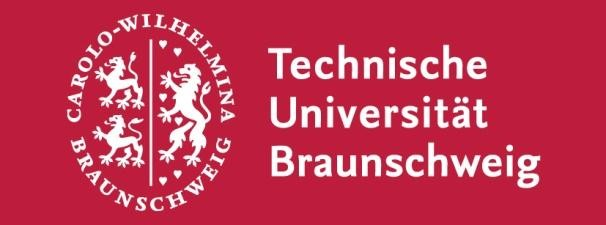 CAROLO-WILHELMINA
BRAUNSCHWEIG
Technische
Universität
Braunschweig